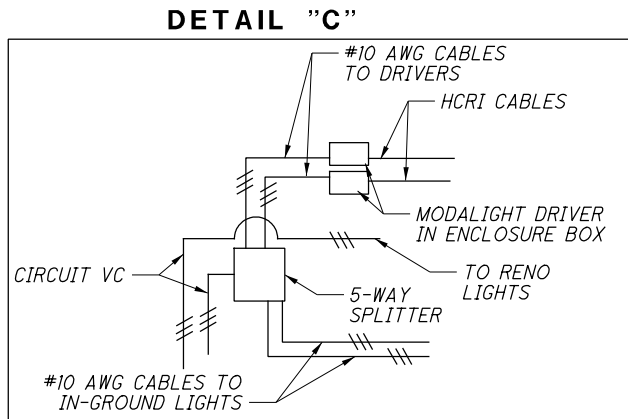 DETAIL "C"
#10 AWG CABLES
TO DRIVERS
HCRI CABLES
MODALIGHT DRIVER
IN ENCLOSURE BOX
CIRCUIT VC
TO RENO
LIGHTS
5-WAY
SPLITTER
#10 AWG CABLES TO
IN-GROUND LIGHTS